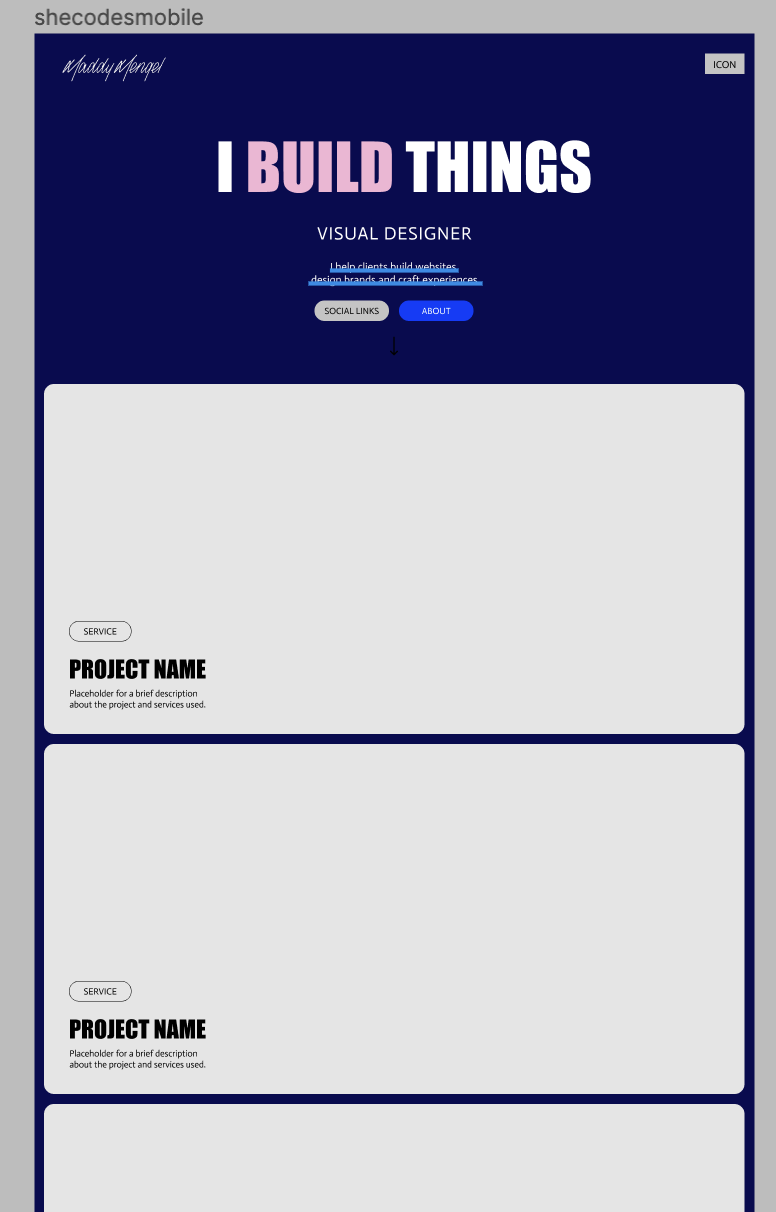 shecodesmobile
Maddy Mengel
ICON
I BUILD THINGS
VISUAL DESIGNER
I help clients build websites,
design brands and craft experiences.
SOCIAL LINKS
ABOUT
SERVICE
PROJECT NAME
Placeholder for a brief description
about the project and services used.
SERVICE
PROJECT NAME
Placeholder for a brief description
about the project and services used.